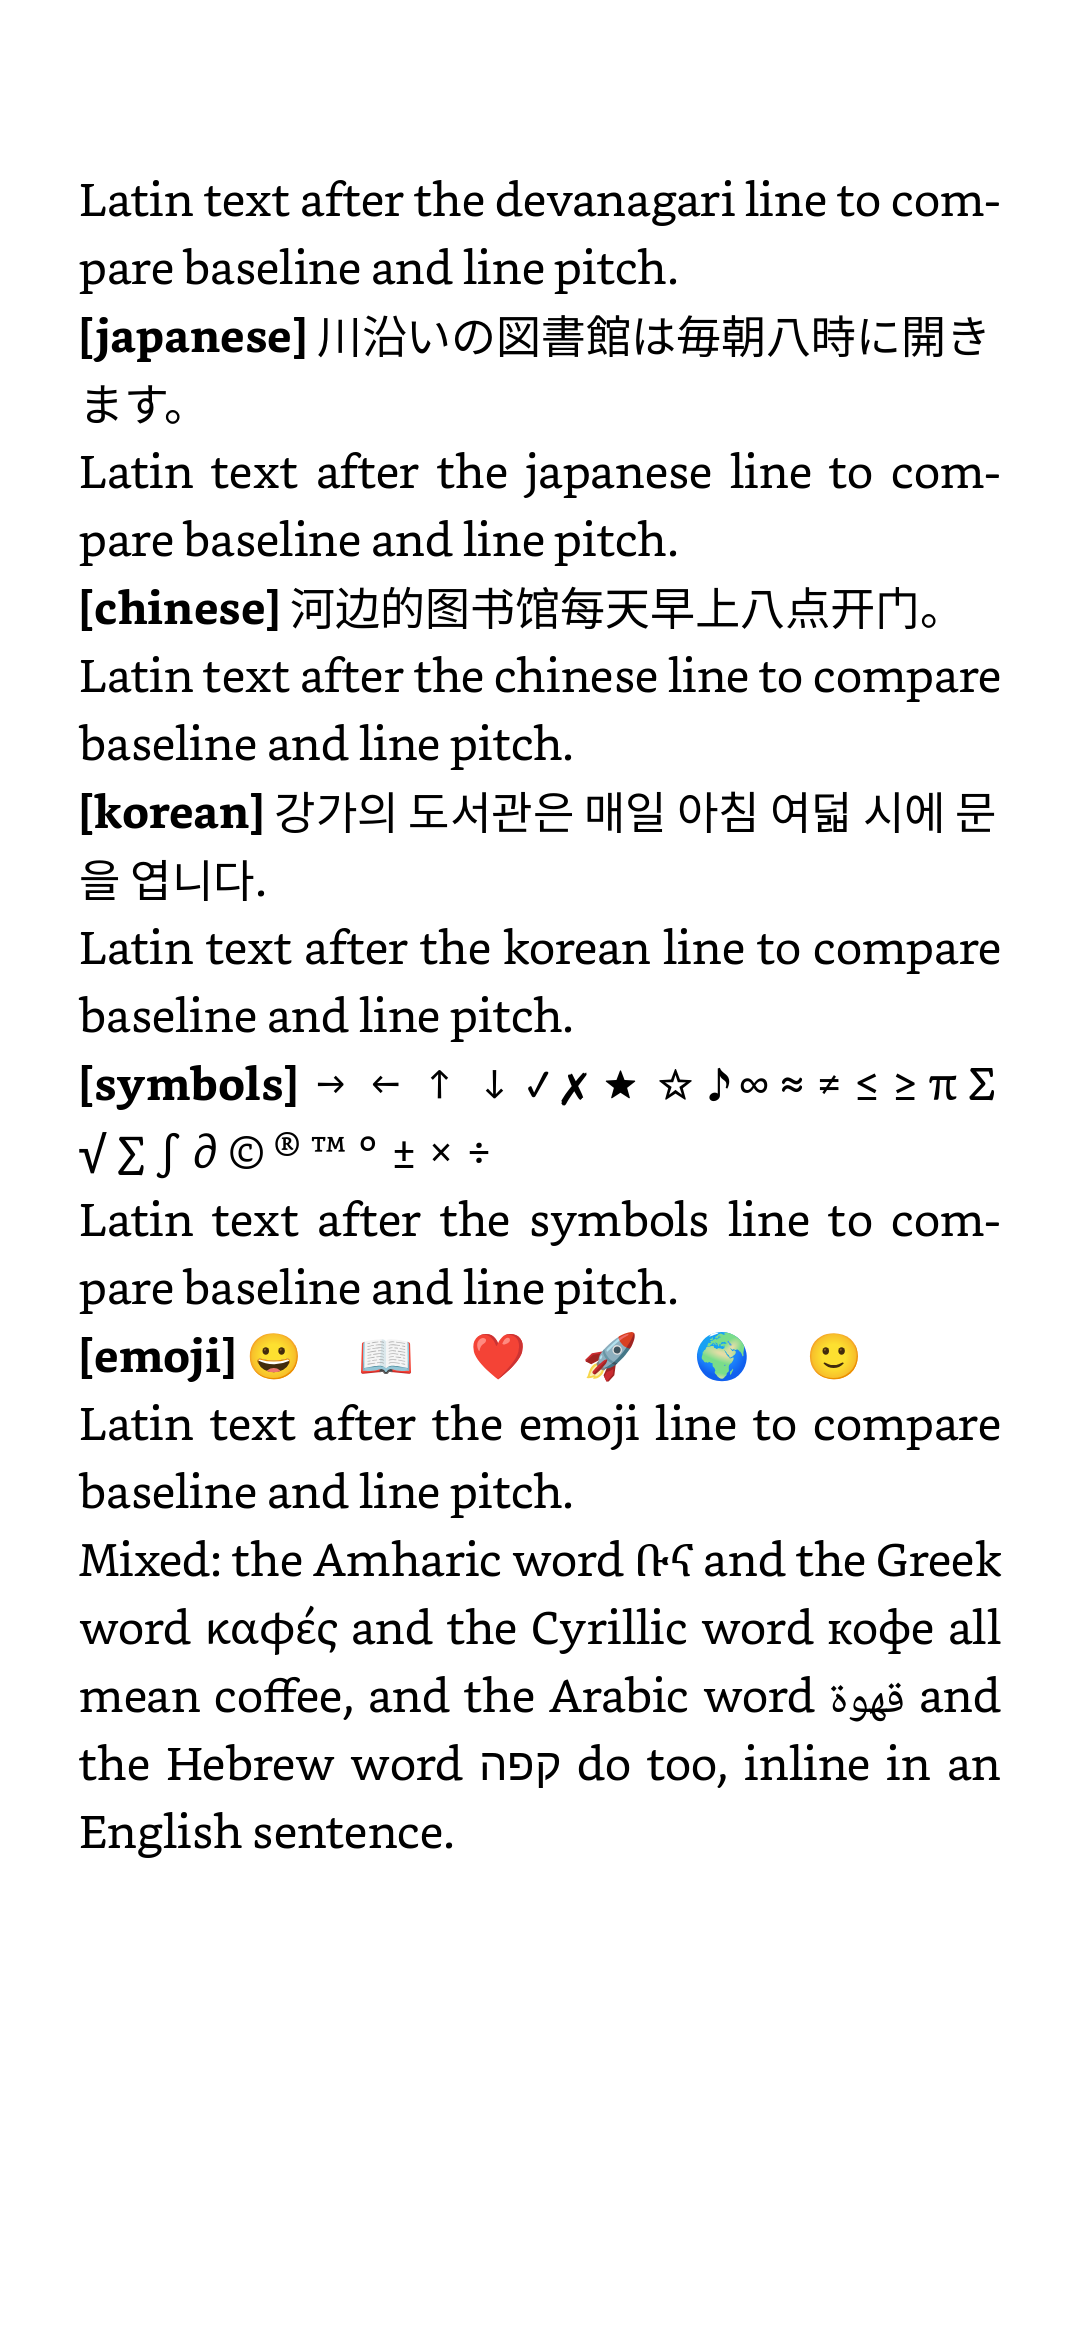 Latin text after the devanagari line to com-
pare baseline and line pitch.
[japanese] 川沿いの図書館は毎朝八時に開き
ます。
Latin text after the japanese line to com-
pare baseline and line pitch.
[chinese] 河边的图书馆每天早上八点开门。
Latin text after the chinese line to compare
baseline and line pitch.
[korean] 강가의 도서관은 매일 아침 여덟 시에 문
을 엽니다.
Latin text after the korean line to compare
baseline and line pitch.
[symbols] → ← ↑ ↓ ✓ ✗ ★ ☆ ♪ ∞ ≈ ≠ ≤ ≥ π Σ
√ ∑ ∫ ∂ © ® ™ ° ± × ÷
Latin text after the symbols line to com-
pare baseline and line pitch.
[emoji] 😀 📖 ❤️ 🚀 🌍 🙂
Latin text after the emoji line to compare
baseline and line pitch.
Mixed: the Amharic word ቡና and the Greek
word καφές and the Cyrillic word кофе all
mean coffee, and the Arabic word قهوة and
the Hebrew word קפה do too, inline in an
English sentence.